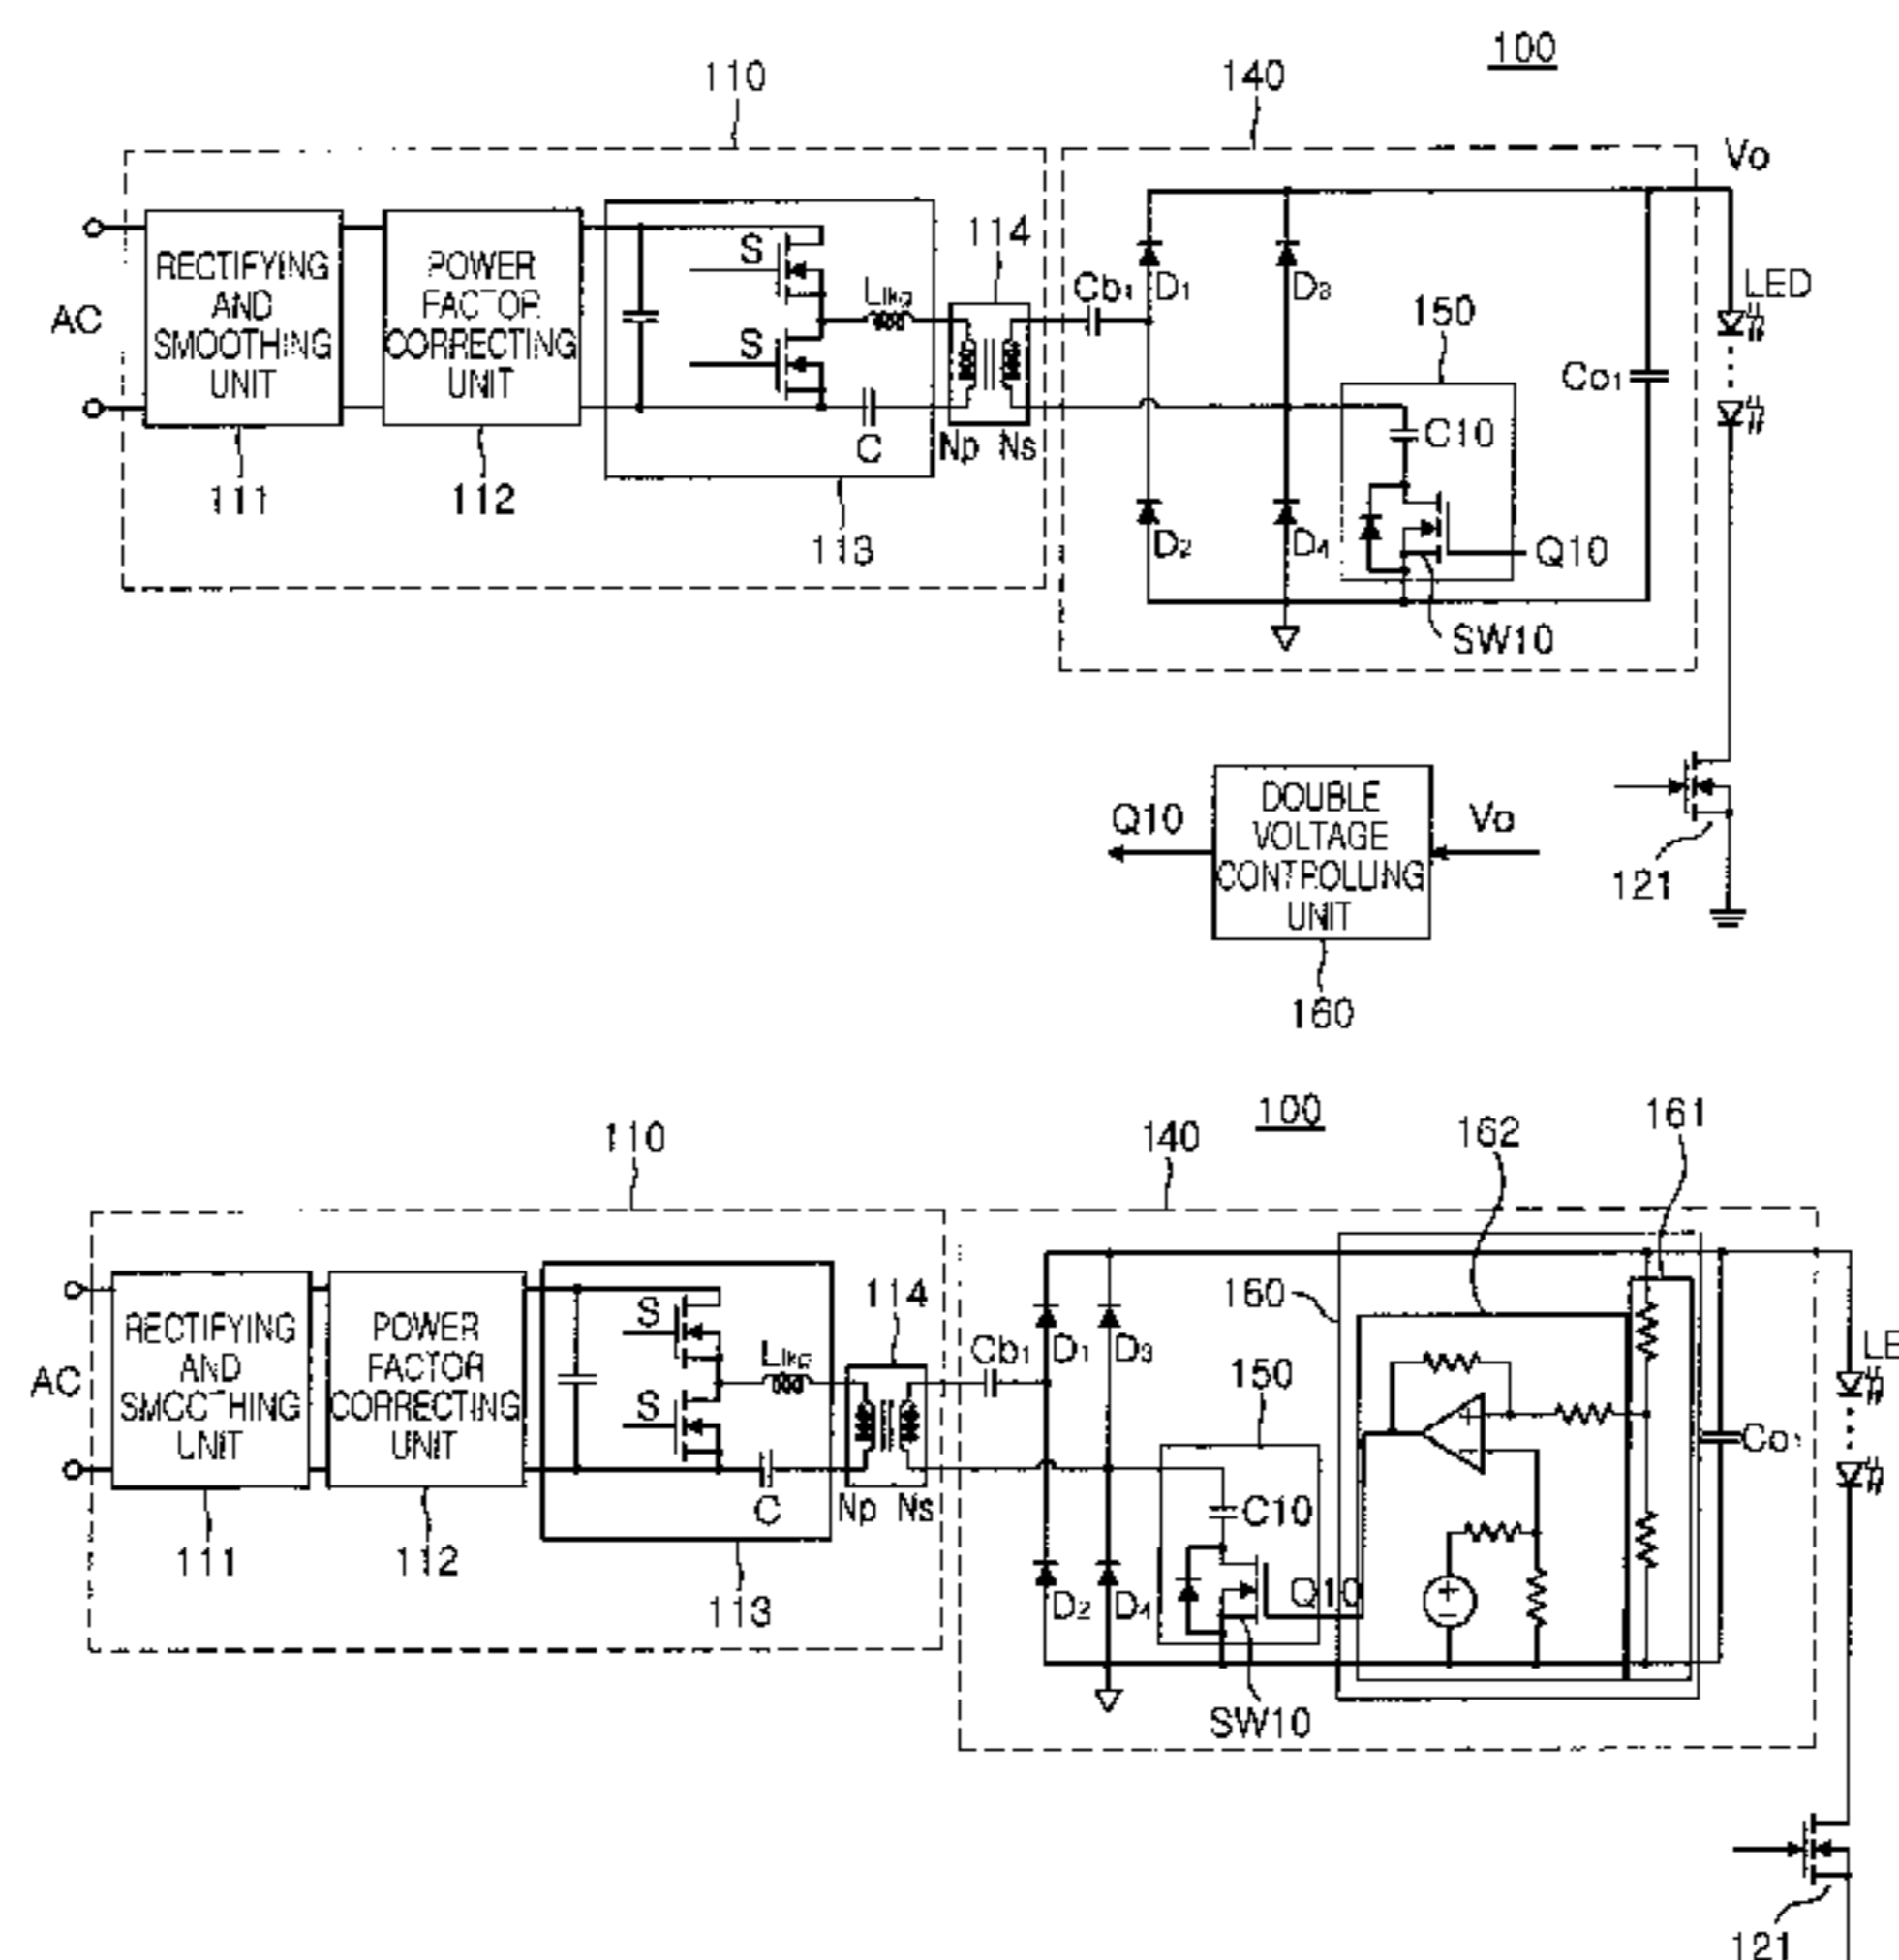 100
110
140
Vo
114
RECTIFYING
AND
SMOOTHING
UNIT
POWER
FACTOR
CORRECTING
UNIT
S
S
Llkg
Cb1
D1
D3
LED
AC
150
Co1
C10
C
Np
Ns
111
112
113
D2
D4
Q10
SW10
Q10
DOUBLE
VOLTAGE
CONTROLLING
UNIT
Vo
121
160
100
161
110
140
162
114
160
RECTIFYING
AND
SMOOTHING
UNIT
POWER
FACTOR
CORRECTING
UNIT
S
S
Llkg
Cb1
D1
D3
LE
AC
150
Co1
C
Np
Ns
C10
111
112
113
D2
D4
Q10
SW10
121